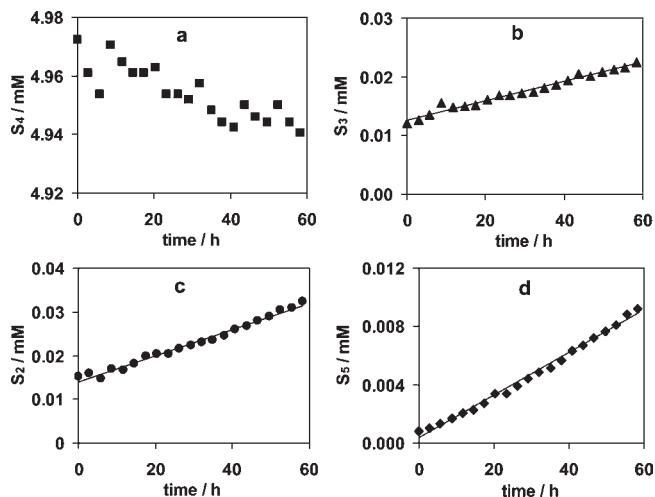 a
S4 / mM
4.98
4.96
4.94
4.92
0 20 40 60
time / h
b
S3 / mM
0.03
0.02
0.01
0.00
0 20 40 60
time / h
c
S2 / mM
0.04
0.03
0.02
0.01
0
0 20 40 60
time / h
d
S5 / mM
0.012
0.008
0.004
0.000
0 20 40 60
time / h